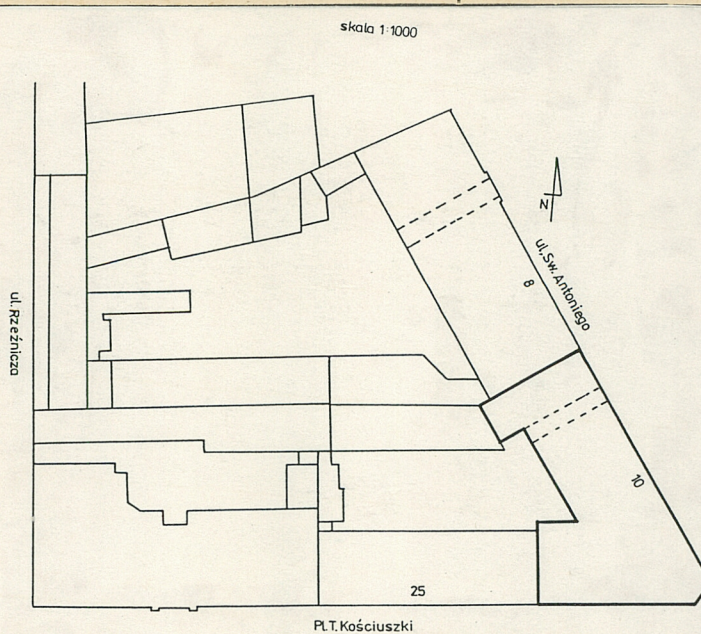 skala 1:1000
N
ul. Św. Antoniego
8
ul. Rzeźnicza
10
25
Pl.T. Kościuszki